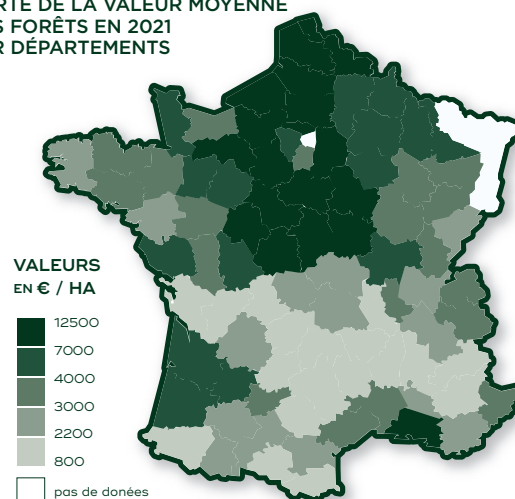 DE LA VALEUR MOYENNE
FORÊTS EN 2021
DÉPARTEMENTS
VALEURS
EN € / HA
12500
7000
4000
3000
2200
800
pas de donées